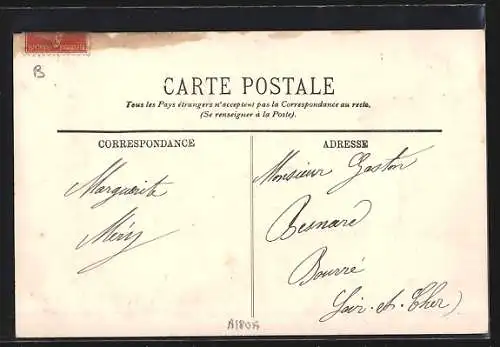 B
CARTE POSTALE
Tous les Pays étrangers n'acceptent pas la Correspondance au recto.
(Se renseigner à la Poste).
CORRESPONDANCE
Marguerite
Méry
ADRESSE
Monsieur Gaston
Besnard
Bourré
Loir-et-Cher)